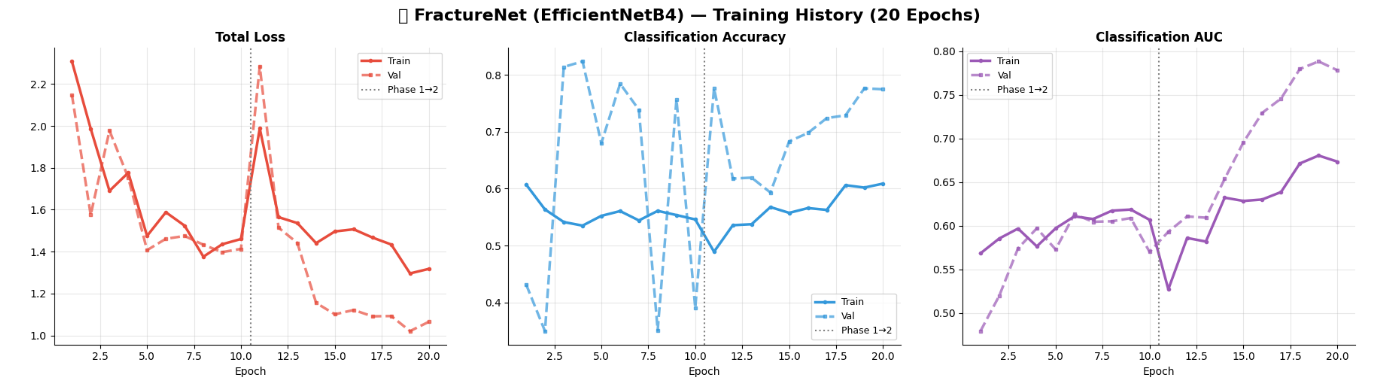 FractureNet (EfficientNetB4) — Training History (20 Epochs)
Total Loss
Train
Val
Phase 1→2
2.2
2.0
1.8
1.6
1.4
1.2
1.0
2.5 5.0 7.5 10.0 12.5 15.0 17.5 20.0
Epoch
Classification Accuracy
0.8
0.7
0.6
0.5
0.4
Train
Val
Phase 1→2
2.5 5.0 7.5 10.0 12.5 15.0 17.5 20.0
Epoch
Classification AUC
Train
Val
Phase 1→2
0.80
0.75
0.70
0.65
0.60
0.55
0.50
2.5 5.0 7.5 10.0 12.5 15.0 17.5 20.0
Epoch